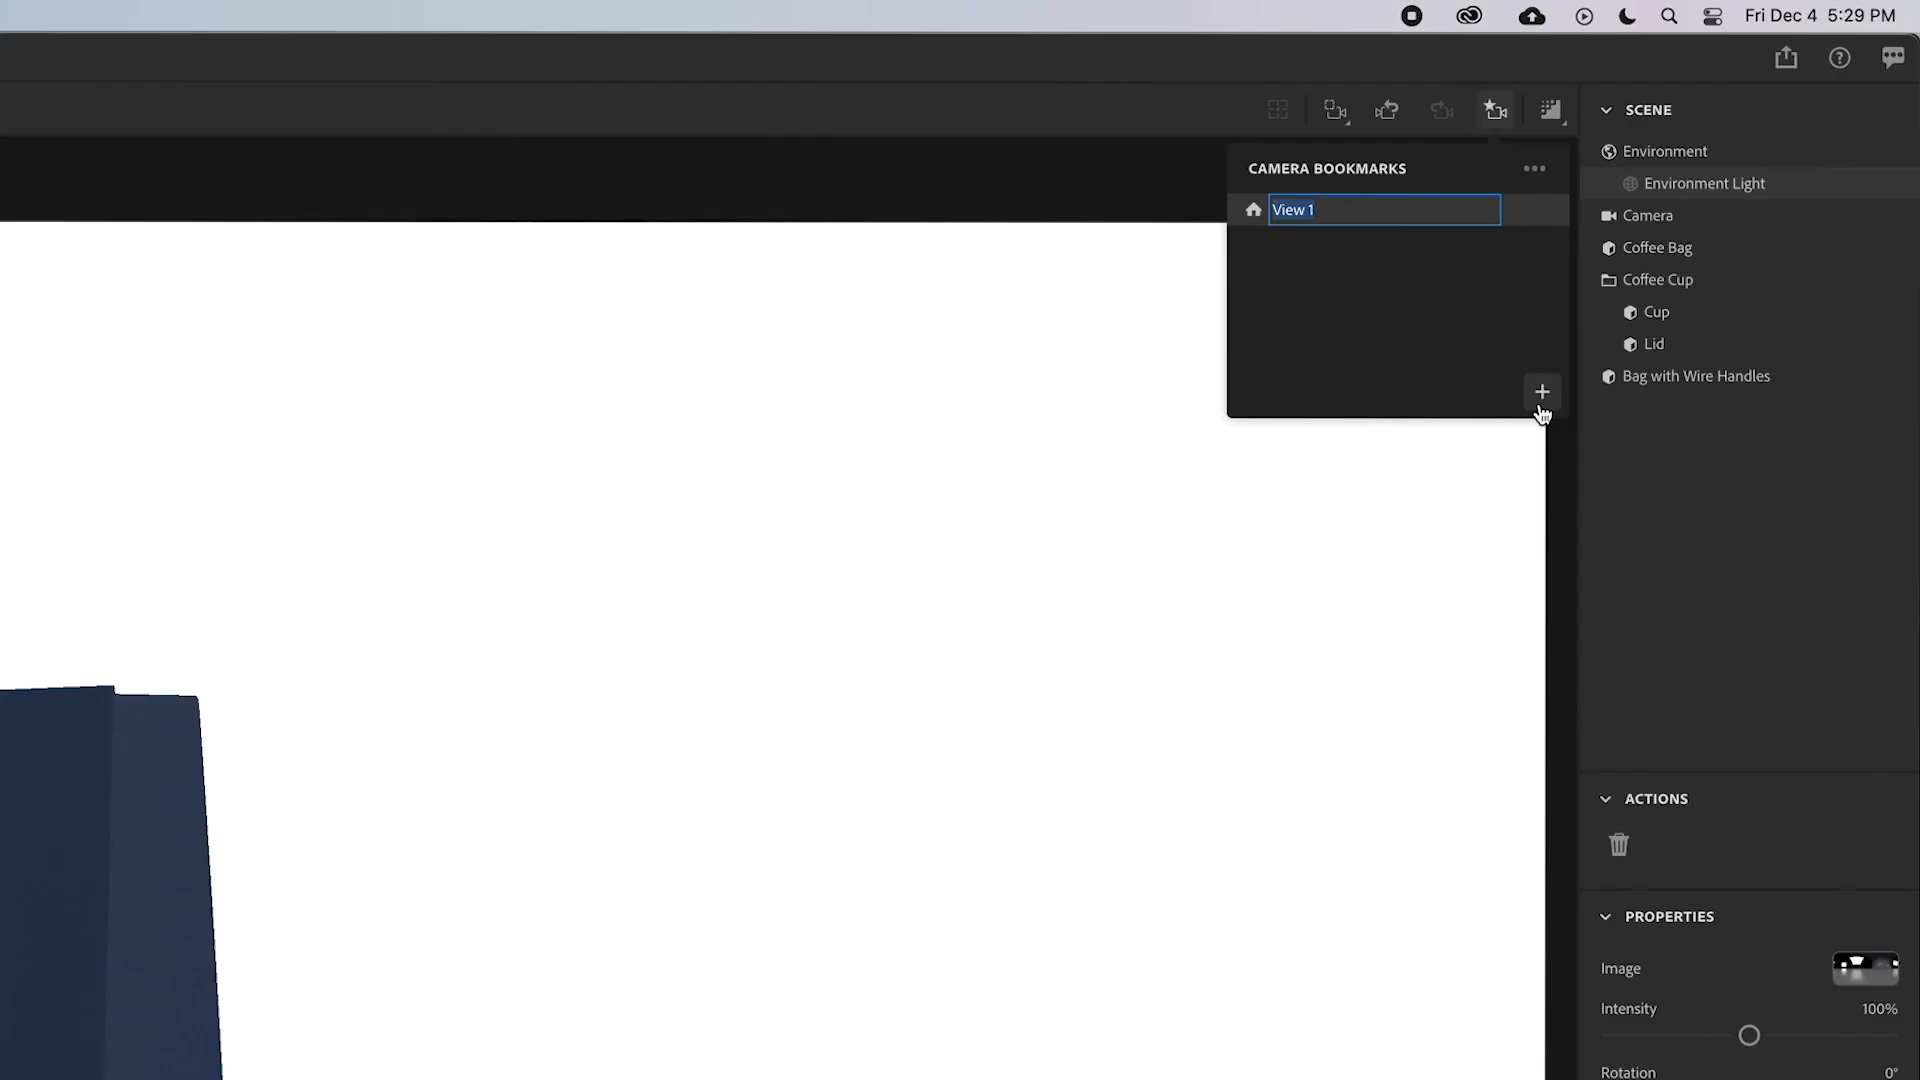 Fri Dec 4 5:29 PM
SCENE
CAMERA BOOKMARKS
View 1
Environment
Environment Light
Camera
Coffee Bag
Coffee Cup
Cup
Lid
Bag with Wire Handles
ACTIONS
PROPERTIES
Image
Intensity 100%
Rotation 0°